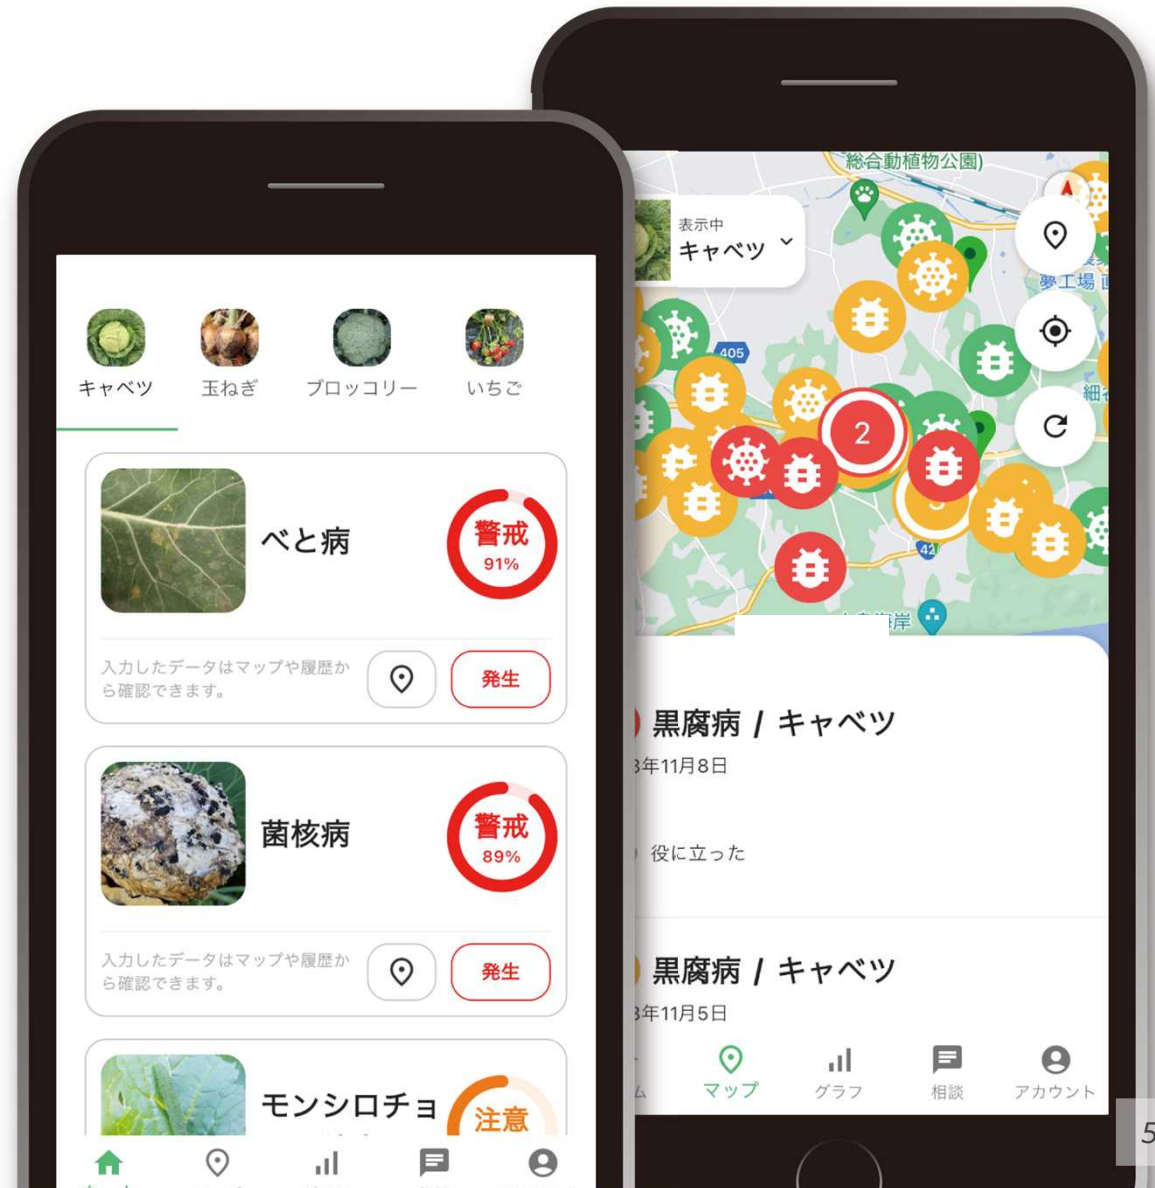 キャベツ
玉ねぎ
ブロッコリー
いちご
べと病
警戒
91%
入力したデータはマップや履歴か
ら確認できます。
発生
菌核病
警戒
89%
入力したデータはマップや履歴か
ら確認できます。
発生
モンシロチョ
注意
総合動植物公園)
表示中
キャベツ
夢工場
405
2
42
海岸
黒腐病 / キャベツ
3年11月8日
役に立った
黒腐病 / キャベツ
3年11月5日
マップ
グラフ
相談
アカウント
5